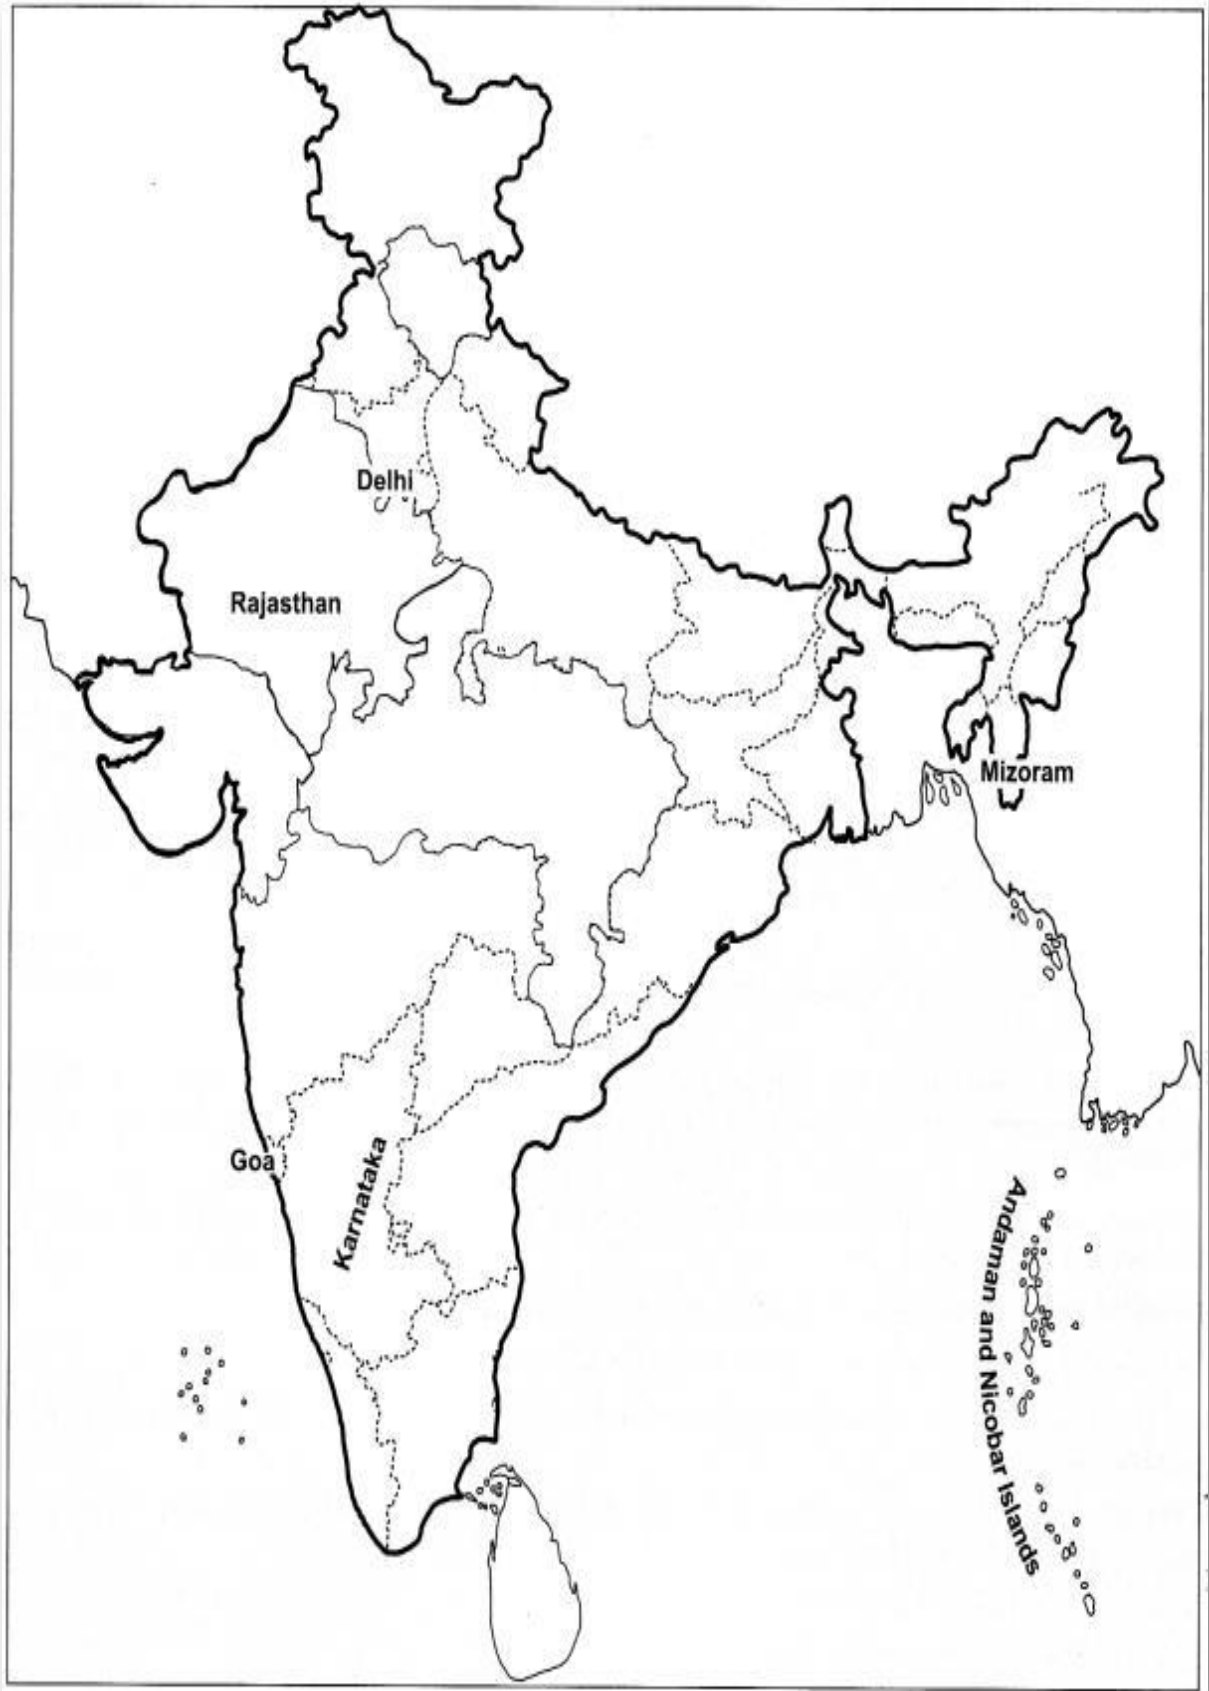 Delhi
Rajasthan
Mizoram
Goa
Karnataka
Andaman and Nicobar Islands